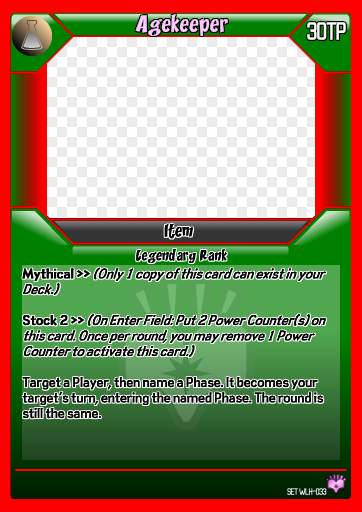 Agekeeper
30TP
Item
Legendary Rank
Mythical >> (Only 1 copy of this card can exist in your
Deck.)
Stock 2 >> (On Enter Field: Put 2 Power Counter(s) on
this card. Once per round, you may remove 1 Power
Counter to activate this card.)
Target a Player, then name a Phase. It becomes your
target's turn, entering the named Phase. The round is
still the same.
SET WLH-033